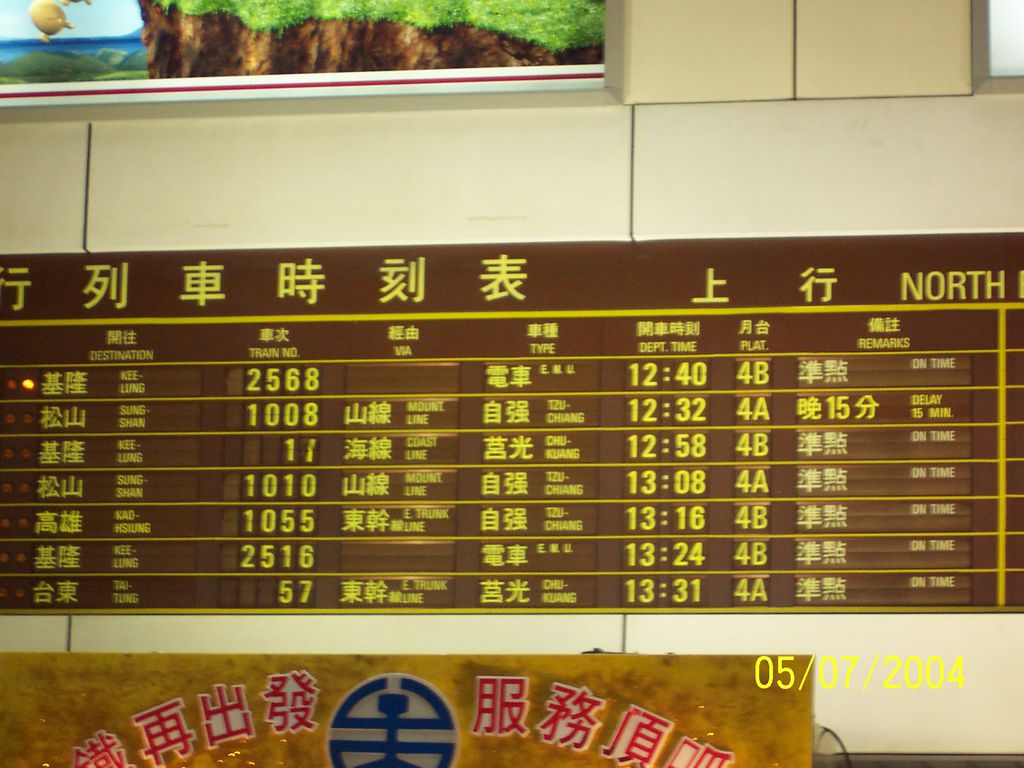 行列車時刻表 上行 NORTH
開往 車次 經由 車種 開車時刻 月台 備註
DESTINATION TRAIN NO. VIA TYPE DEPT. TIME PLAT. REMARKS
基隆 KEE-LUNG 2568 電車 E.M.U. 12:40 4B 準點 ON TIME
松山 SUNG-SHAN 1008 山線 MOUNT. LINE 自强 TZU-CHIANG 12:32 4A 晚15分 DELAY 15 MIN.
基隆 KEE-LUNG 17 海線 COAST LINE 莒光 CHU-KUANG 12:58 4B 準點 ON TIME
松山 SUNG-SHAN 1010 山線 MOUNT. LINE 自强 TZU-CHIANG 13:08 4A 準點 ON TIME
高雄 KAO-HSIUNG 1055 東幹線 E. TRUNK LINE 自强 TZU-CHIANG 13:16 4B 準點 ON TIME
基隆 KEE-LUNG 2516 電車 E.M.U. 13:24 4B 準點 ON TIME
台東 TAI-TUNG 57 東幹線 E. TRUNK LINE 莒光 CHU-KUANG 13:31 4A 準點 ON TIME
05/07/2004
鐵再出發 服務頂呱